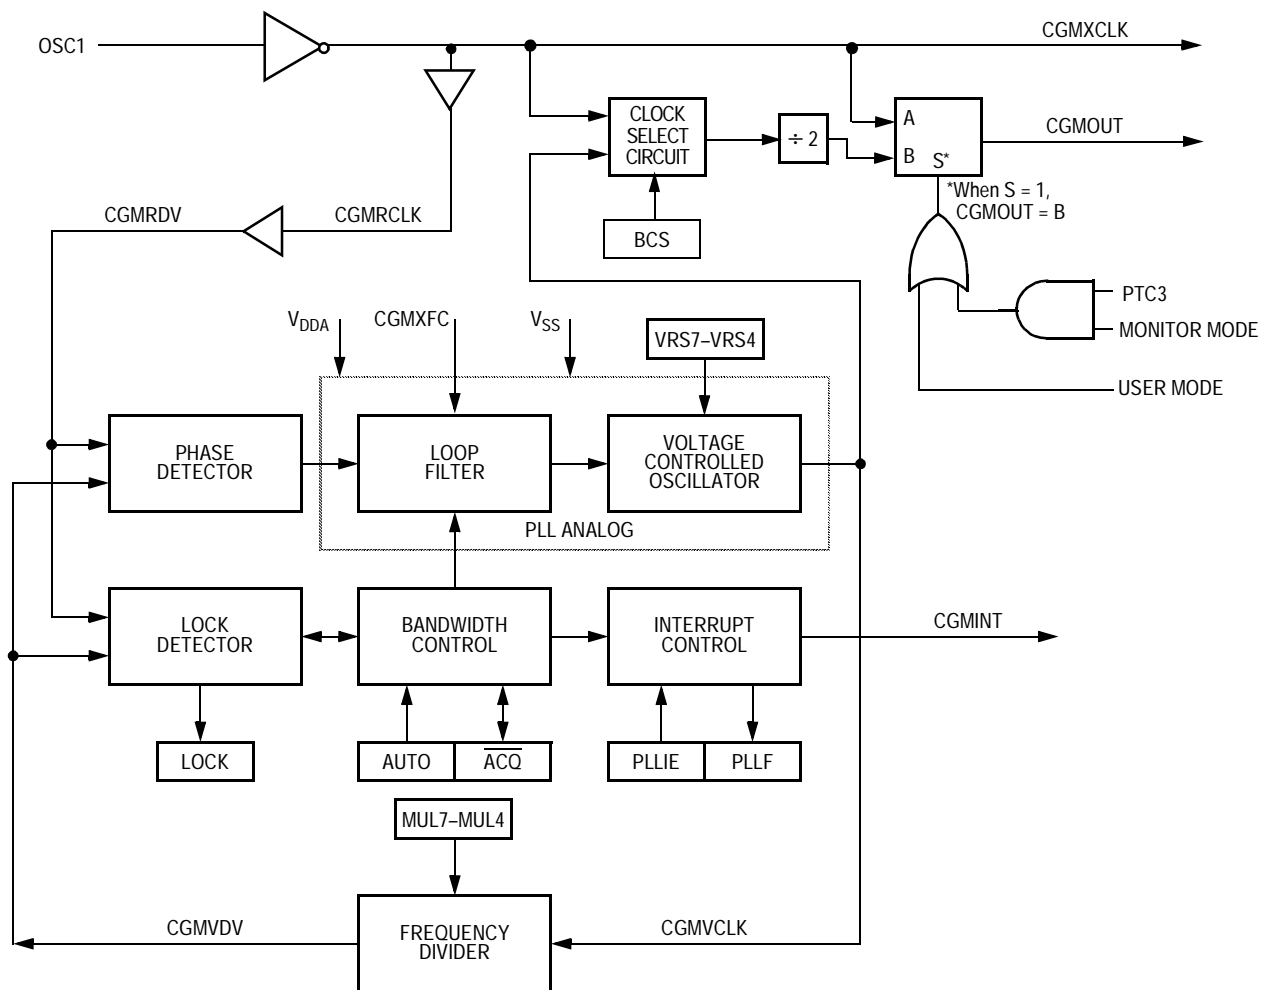 OSC1
CGMXCLK
CLOCK
SELECT
CIRCUIT
÷ 2
A
B
S*
CGMOUT
*When S = 1,
CGMOUT = B
CGMRDV
CGMRCLK
BCS
PTC3
MONITOR MODE
USER MODE
VDDA
CGMXFC
VSS
VRS7–VRS4
PHASE
DETECTOR
LOOP
FILTER
VOLTAGE
CONTROLLED
OSCILLATOR
PLL ANALOG
LOCK
DETECTOR
BANDWIDTH
CONTROL
INTERRUPT
CONTROL
CGMINT
LOCK
AUTO
A̅C̅Q̅
PLLIE
PLLF
MUL7–MUL4
CGMVDV
FREQUENCY
DIVIDER
CGMVCLK